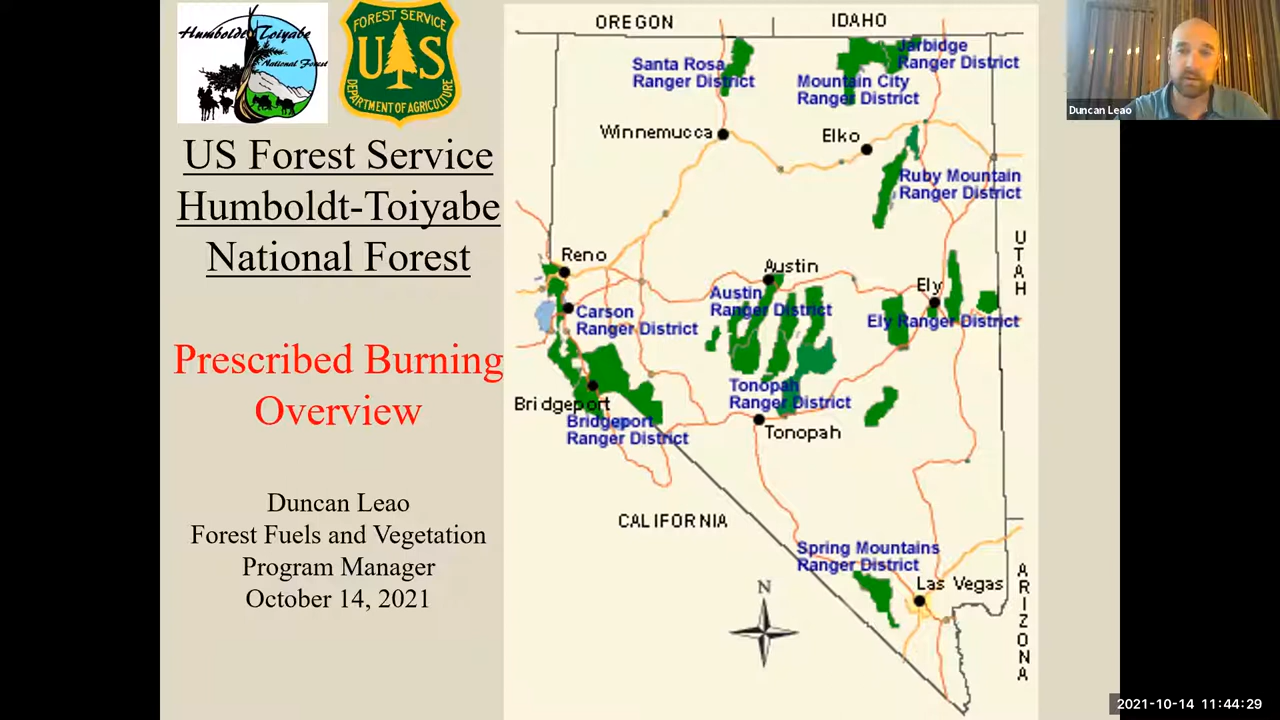 Humboldt Toiyabe
National Forest
FOREST SERVICE
US
DEPARTMENT OF AGRICULTURE
US Forest Service
Humboldt-Toiyabe
National Forest
Prescribed Burning
Overview
Duncan Leao
Forest Fuels and Vegetation
Program Manager
October 14, 2021
OREGON
IDAHO
Santa Rosa
Ranger District
Jarbidge
Ranger District
Mountain City
Ranger District
Winnemucca
Elko
Ruby Mountain
Ranger District
UTAH
Reno
Austin
Ely
Austin
Ranger District
Carson
Ranger District
Ely Ranger District
Tonopah
Ranger District
Bridgeport
Bridgeport
Ranger District
Tonopah
CALIFORNIA
Spring Mountains
Ranger District
Las Vegas
ARIZONA
N
Duncan Leao
2021-10-14 11:44:29